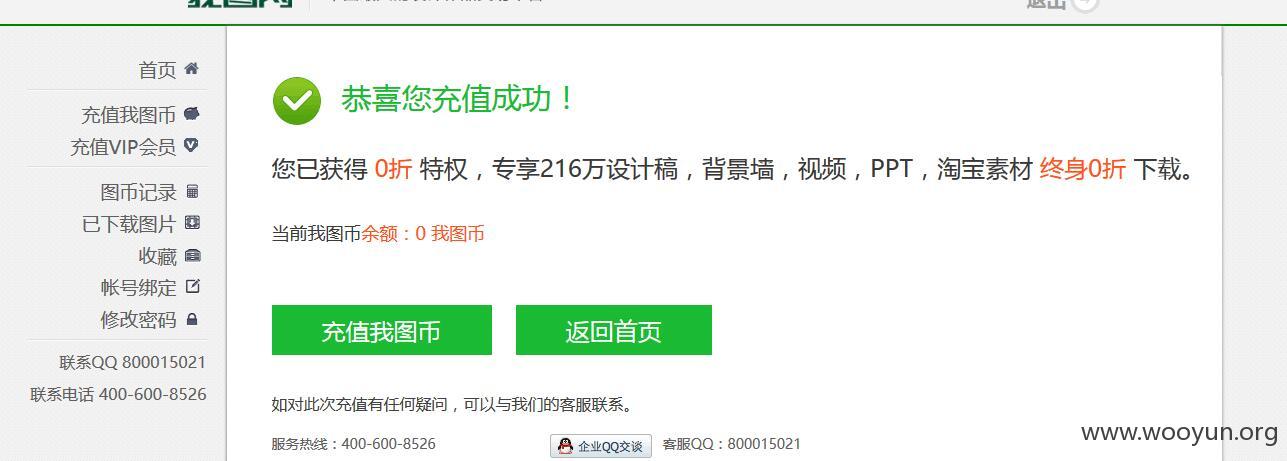 我图网
退出
首页
充值我图币
充值VIP会员
图币记录
已下载图片
收藏
帐号绑定
修改密码
联系QQ 800015021
联系电话 400-600-8526
恭喜您充值成功！
您已获得 0折 特权，专享216万设计稿，背景墙，视频，PPT，淘宝素材 终身0折 下载。
当前我图币余额：0 我图币
充值我图币 返回首页
如对此次充值有任何疑问，可以与我们的客服联系。
服务热线：400-600-8526 企业QQ交谈 客服QQ：800015021
www.wooyun.org